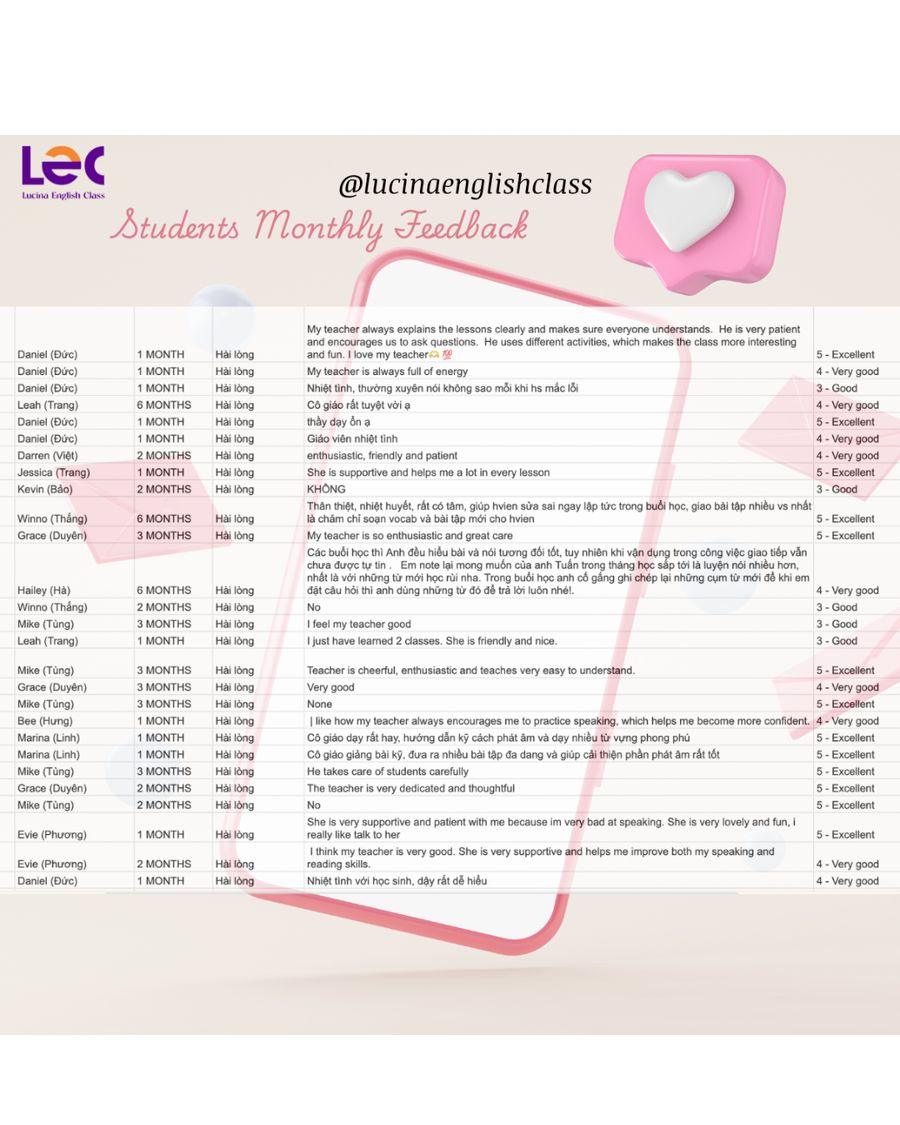 LeC
Lucina English Class
@lucinaenglishclass
Students Monthly Feedback
My teacher always explains the lessons clearly and makes sure everyone understands. He is very patient
and encourages us to ask questions. He uses different activities, which makes the class more interesting
Daniel (Đức) 1 MONTH Hài lòng and fun. I love my teacher🫶 💯 5 - Excellent
Daniel (Đức) 1 MONTH Hài lòng My teacher is always full of energy 4 - Very good
Daniel (Đức) 1 MONTH Hài lòng Nhiệt tình, thường xuyên nói không sao mỗi khi hs mắc lỗi 3 - Good
Leah (Trang) 6 MONTHS Hài lòng Cô giáo rất tuyệt vời ạ 4 - Very good
Daniel (Đức) 1 MONTH Hài lòng thầy dạy ổn ạ 5 - Excellent
Daniel (Đức) 1 MONTH Hài lòng Giáo viên nhiệt tình 4 - Very good
Darren (Việt) 2 MONTHS Hài lòng enthusiastic, friendly and patient 4 - Very good
Jessica (Trang) 1 MONTH Hài lòng She is supportive and helps me a lot in every lesson 5 - Excellent
Kevin (Bảo) 2 MONTHS Hài lòng KHÔNG 3 - Good
Thân thiệt, nhiệt huyết, rất có tâm, giúp hvien sửa sai ngay lập tức trong buổi học, giao bài tập nhiều vs nhất
Winno (Thắng) 6 MONTHS Hài lòng là chăm chỉ soạn vocab và bài tập mới cho hvien 5 - Excellent
Grace (Duyên) 3 MONTHS Hài lòng My teacher is so enthusiastic and great care 5 - Excellent
Các buổi học thì Anh đều hiểu bài và nói tương đối tốt, tuy nhiên khi vận dụng trong công việc giao tiếp vẫn
chưa được tự tin . Em note lại mong muốn của anh Tuấn trong tháng học sắp tới là luyện nói nhiều hơn,
nhất là với những từ mới học rùi nha. Trong buổi học anh cố gắng ghi chép lại những cụm từ mới để khi em
Hailey (Hà) 6 MONTHS Hài lòng đặt câu hỏi thì anh dùng những từ đó để trả lời luôn nhé!. 4 - Very good
Winno (Thắng) 2 MONTHS Hài lòng No 3 - Good
Mike (Tùng) 3 MONTHS Hài lòng I feel my teacher good 3 - Good
Leah (Trang) 1 MONTH Hài lòng I just have learned 2 classes. She is friendly and nice. 3 - Good
Mike (Tùng) 3 MONTHS Hài lòng Teacher is cheerful, enthusiastic and teaches very easy to understand. 5 - Excellent
Grace (Duyên) 3 MONTHS Hài lòng Very good 4 - Very good
Mike (Tùng) 3 MONTHS Hài lòng None 5 - Excellent
Bee (Hưng) 1 MONTH Hài lòng | like how my teacher always encourages me to practice speaking, which helps me become more confident. 4 - Very good
Marina (Linh) 1 MONTH Hài lòng Cô giáo dạy rất hay, hướng dẫn kỹ cách phát âm và dạy nhiều từ vựng phong phú 5 - Excellent
Marina (Linh) 1 MONTH Hài lòng Cô giáo giảng bài kỹ, đưa ra nhiều bài tập đa dang và giúp cải thiện phần phát âm rất tốt 5 - Excellent
Mike (Tùng) 3 MONTHS Hài lòng He takes care of students carefully 5 - Excellent
Grace (Duyên) 2 MONTHS Hài lòng The teacher is very dedicated and thoughtful 5 - Excellent
Mike (Tùng) 2 MONTHS Hài lòng No 5 - Excellent
She is very supportive and patient with me because im very bad at speaking. She is very lovely and fun, i
Evie (Phương) 1 MONTH Hài lòng really like talk to her 5 - Excellent
I think my teacher is very good. She is very supportive and helps me improve both my speaking and
Evie (Phương) 2 MONTHS Hài lòng reading skills. 4 - Very good
Daniel (Đức) 1 MONTH Hài lòng Nhiệt tình với học sinh, dậy rất dễ hiểu 4 - Very good